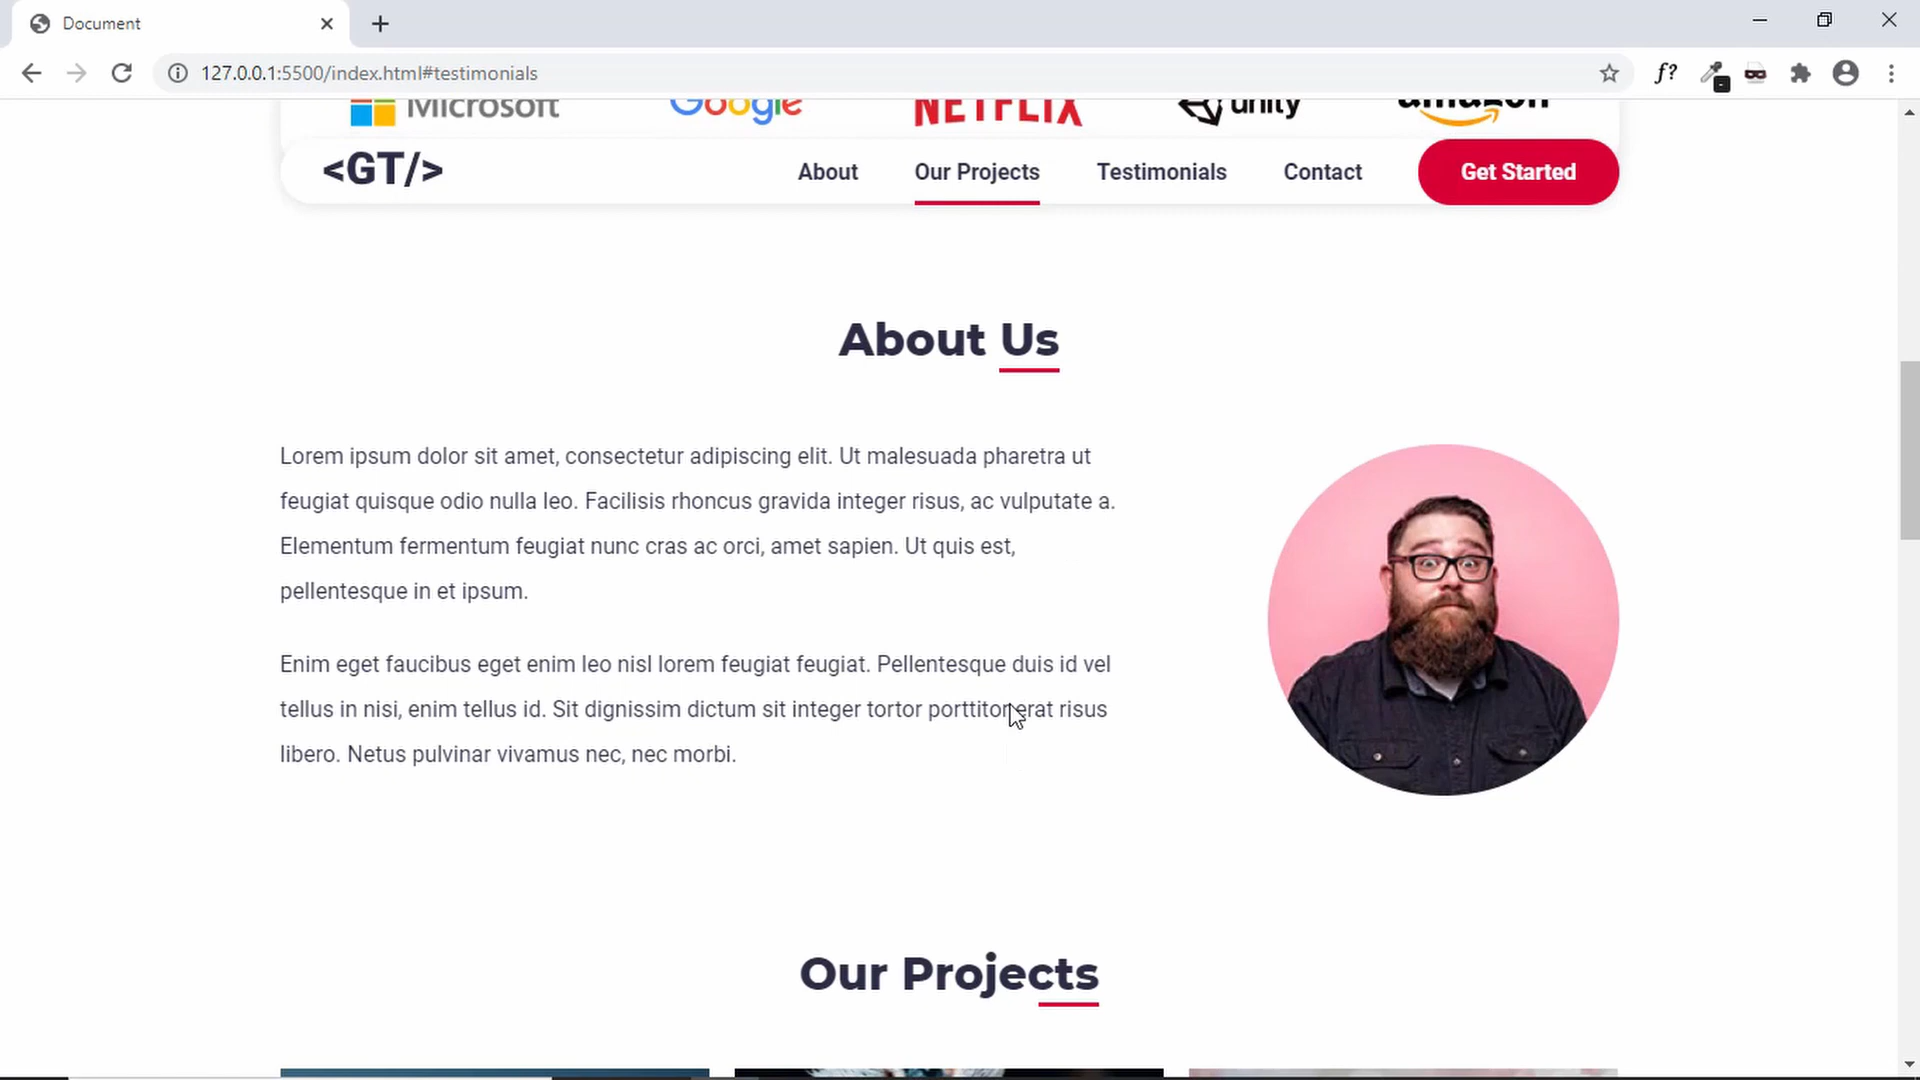 Document
127.0.0.1:5500/index.html#testimonials
f?
Microsoft
Google
NETFLIX
unity
amazon
<GT/>
About
Our Projects
Testimonials
Contact
Get Started
About Us
Lorem ipsum dolor sit amet, consectetur adipiscing elit. Ut malesuada pharetra ut
feugiat quisque odio nulla leo. Facilisis rhoncus gravida integer risus, ac vulputate a.
Elementum fermentum feugiat nunc cras ac orci, amet sapien. Ut quis est,
pellentesque in et ipsum.
Enim eget faucibus eget enim leo nisl lorem feugiat feugiat. Pellentesque duis id vel
tellus in nisi, enim tellus id. Sit dignissim dictum sit integer tortor porttitor erat risus
libero. Netus pulvinar vivamus nec, nec morbi.
Our Projects